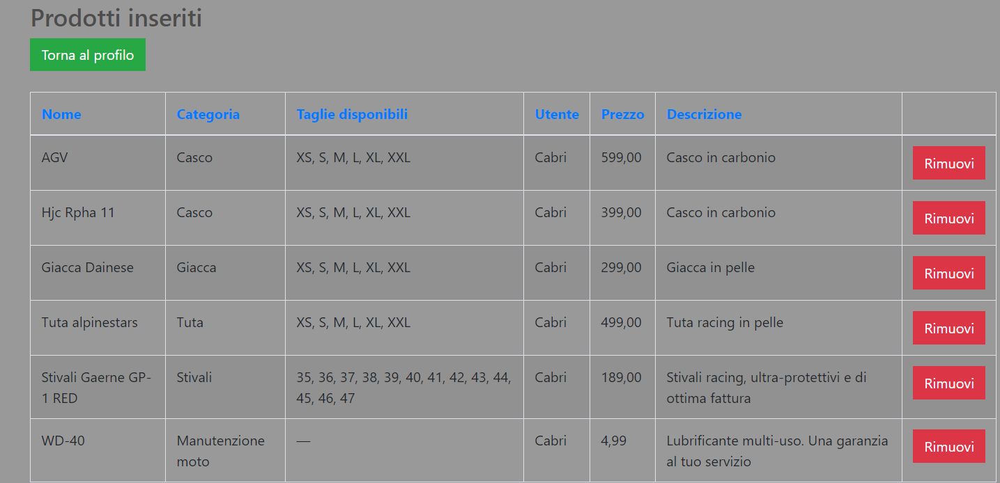 Prodotti inseriti
Torna al profilo
Nome Categoria Taglie disponibili Utente Prezzo Descrizione
AGV Casco XS, S, M, L, XL, XXL Cabri 599,00 Casco in carbonio Rimuovi
Hjc Rpha 11 Casco XS, S, M, L, XL, XXL Cabri 399,00 Casco in carbonio Rimuovi
Giacca Dainese Giacca XS, S, M, L, XL, XXL Cabri 299,00 Giacca in pelle Rimuovi
Tuta alpinestars Tuta XS, S, M, L, XL, XXL Cabri 499,00 Tuta racing in pelle Rimuovi
Stivali Gaerne GP- Stivali 35, 36, 37, 38, 39, 40, 41, 42, 43, 44, Cabri 189,00 Stivali racing, ultra-protettivi e di Rimuovi
1 RED 45, 46, 47 ottima fattura
WD-40 Manutenzione — Cabri 4,99 Lubrificante multi-uso. Una garanzia Rimuovi
moto al tuo servizio